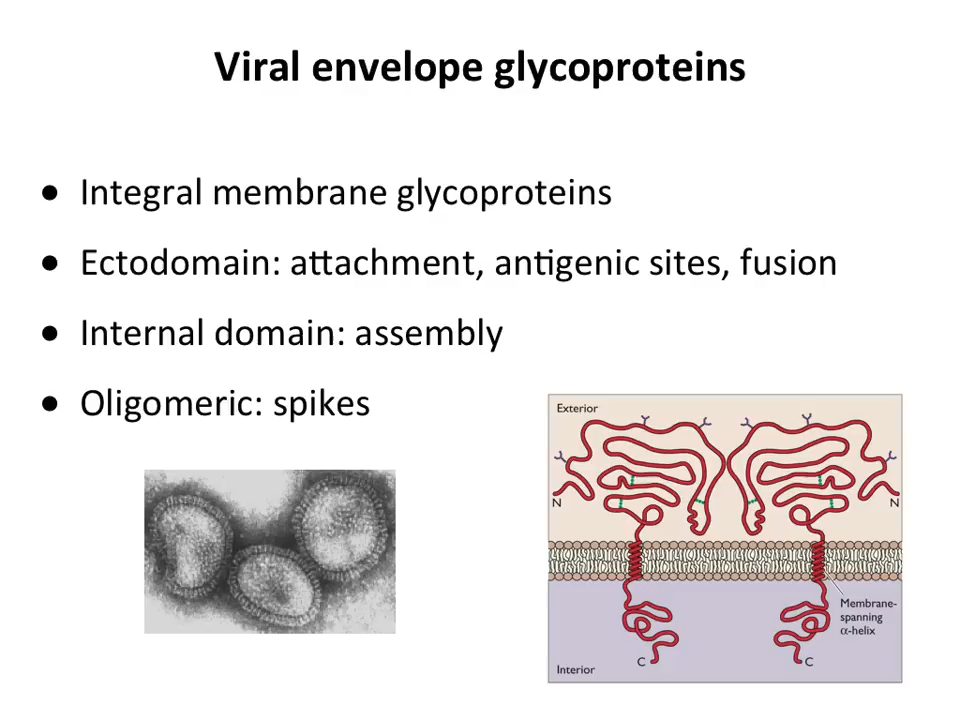 Viral envelope glycoproteins
● Integral membrane glycoproteins
● Ectodomain: attachment, antigenic sites, fusion
● Internal domain: assembly
● Oligomeric: spikes
Exterior
N
N
Membrane-
spanning
α-helix
C
C
Interior